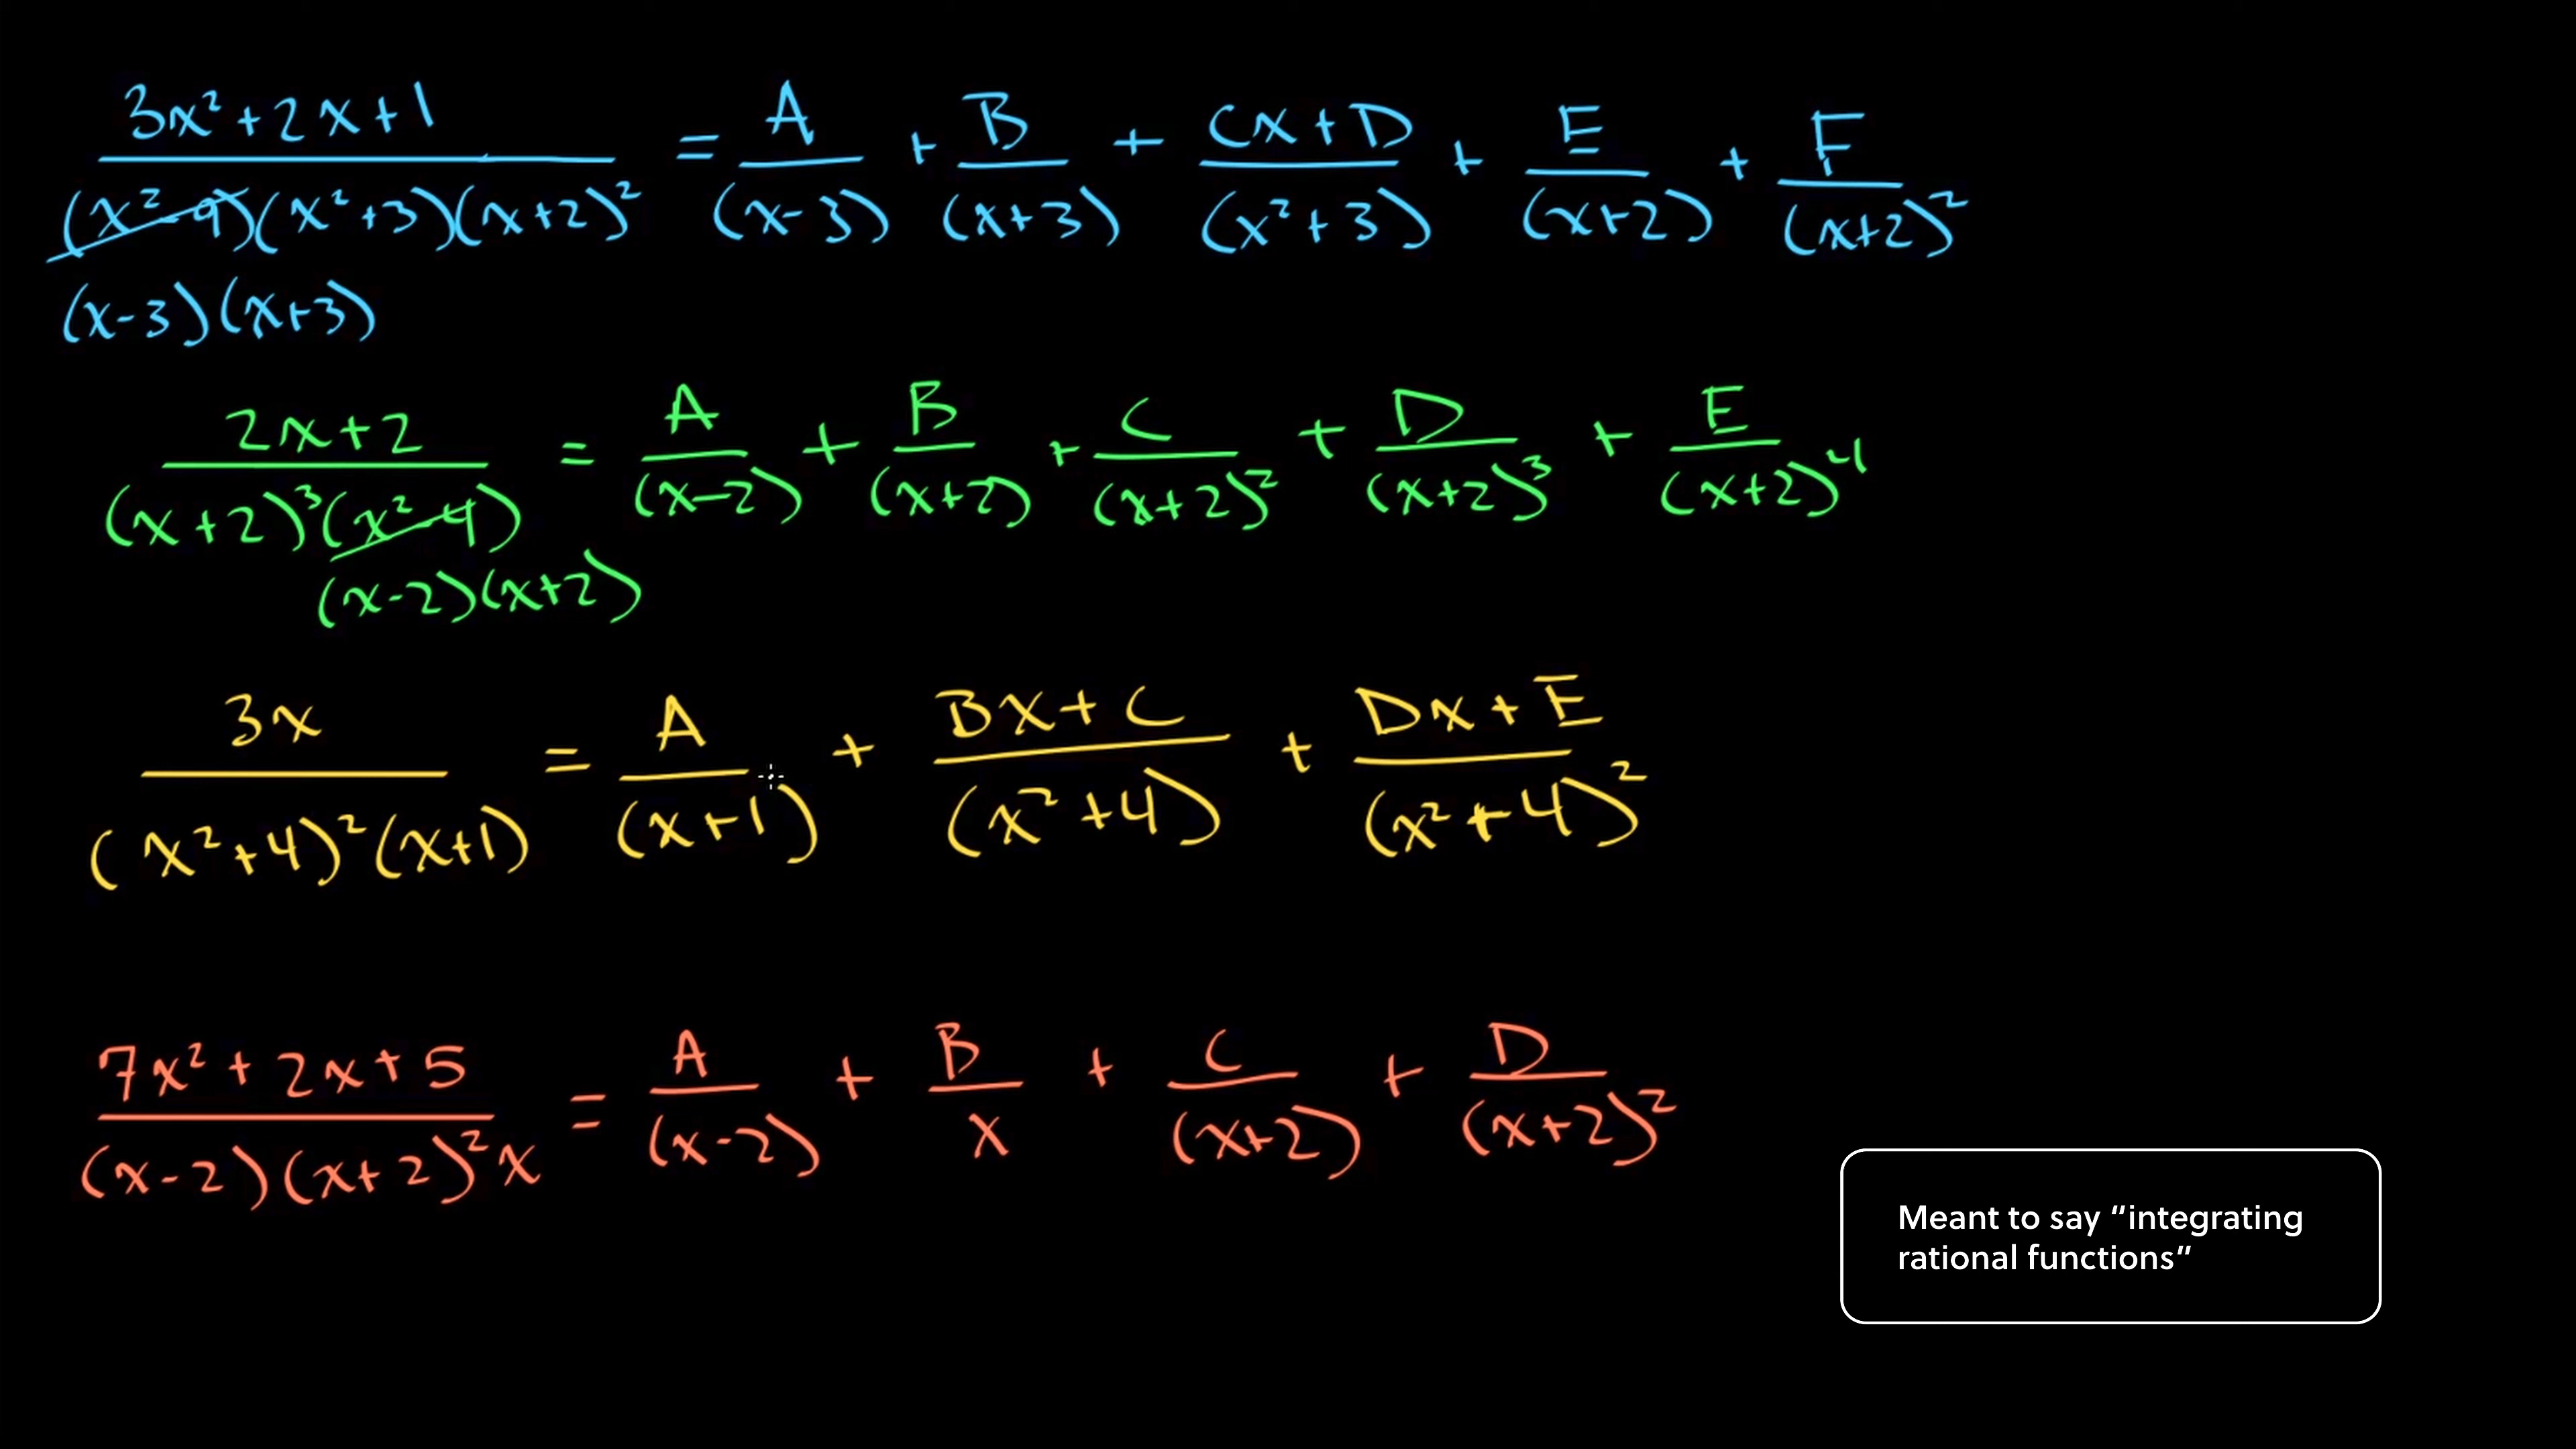 3x²+2x+1 / (x²-9)(x²+3)(x+2)² = A/(x-3) + B/(x+3) + Cx+D/(x²+3) + E/(x+2) + F/(x+2)²
(x-3)(x+3)
2x+2 / (x+2)³(x²-4) = A/(x-2) + B/(x+2) + C/(x+2)² + D/(x+2)³ + E/(x+2)⁴
(x-2)(x+2)
3x / (x²+4)²(x+1) = A/(x+1) + Bx+C/(x²+4) + Dx+E/(x²+4)²
7x²+2x+5 / (x-2)(x+2)²x = A/(x-2) + B/x + C/(x+2) + D/(x+2)²
Meant to say “integrating
rational functions”